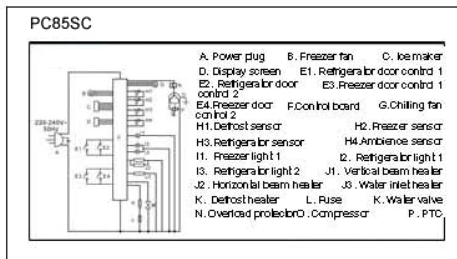 PC85SC
A. Power plug B. Freezer fan C. Ice maker
D. Display screen E1. Refrigerator door control 1
E2. Refrigerator door control 2 E3. Freezer door control 1
E4. Freezer door control 2 F. Control board G. Chilling fan
H1. Defrost sensor H2. Freezer sensor
H3. Refrigerator sensor H4. Ambience sensor
I1. Freezer light 1 I2. Refrigerator light 1
I3. Refrigerator light 2 J1. Vertical beam heater
J2. Horizontal beam heater J3. Water inlet heater
K. Defrost heater L. Fuse K. Water valve
N. Overload protector O. Compressor P. PTC
220-240V~
50Hz